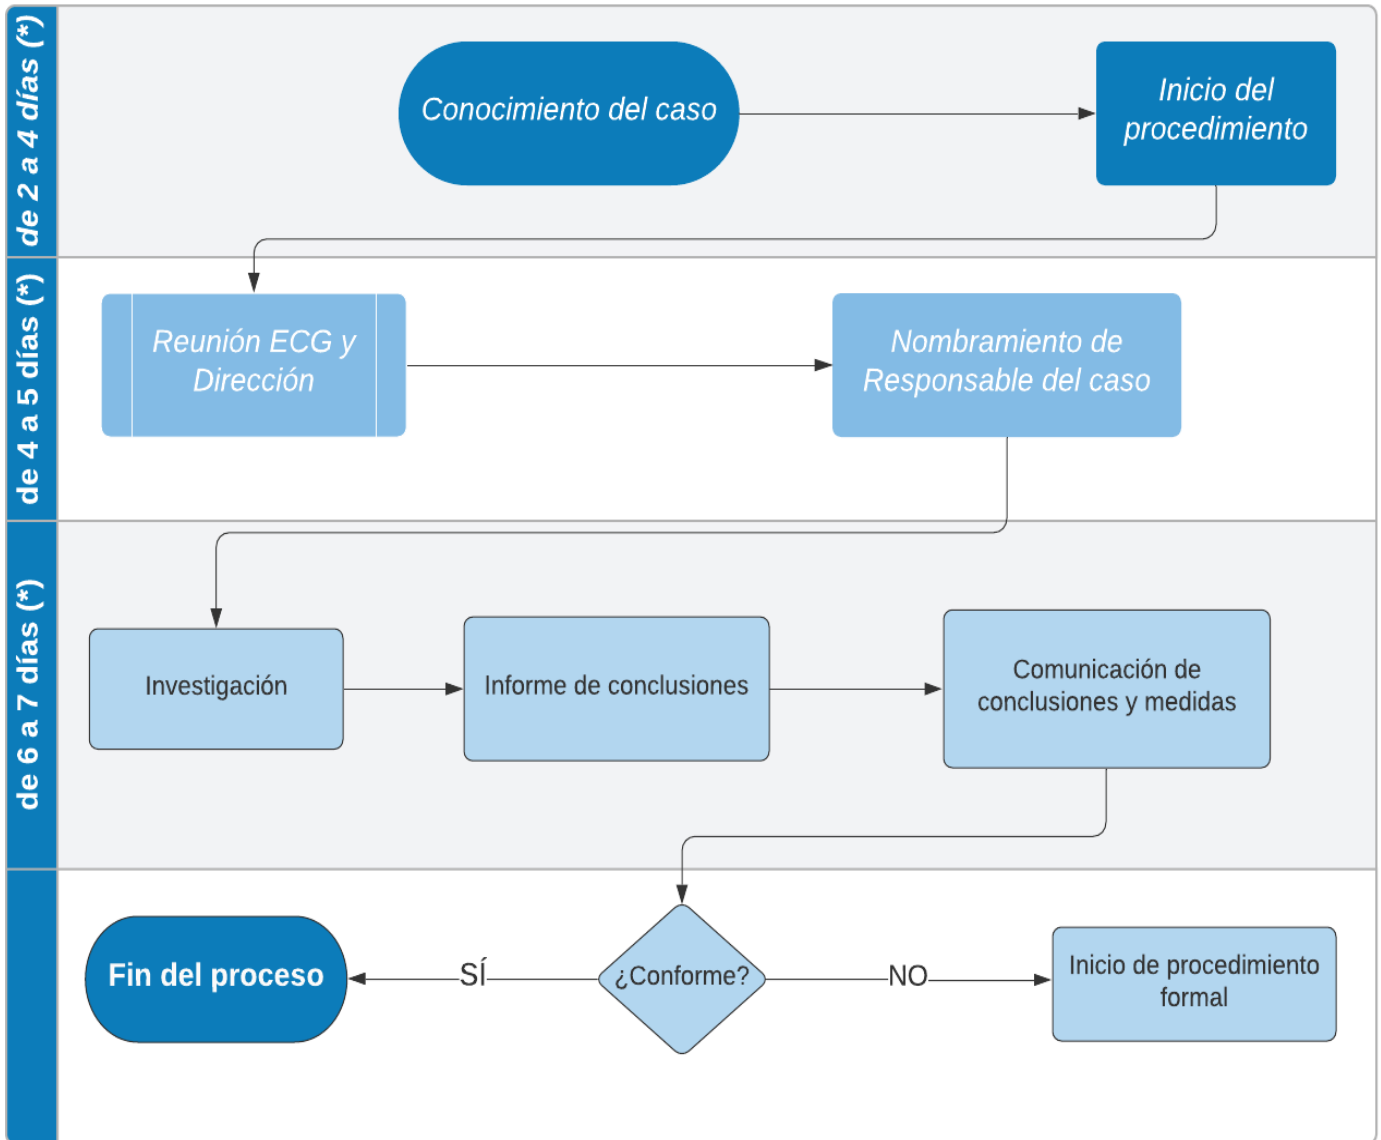 de 2 a 4 días (*)
Conocimiento del caso
Inicio del
procedimiento
de 4 a 5 días (*)
Reunión ECG y
Dirección
Nombramiento de
Responsable del caso
de 6 a 7 días (*)
Investigación
Informe de conclusiones
Comunicación de
conclusiones y medidas
Fin del proceso
SÍ
¿Conforme?
NO
Inicio de procedimiento
formal